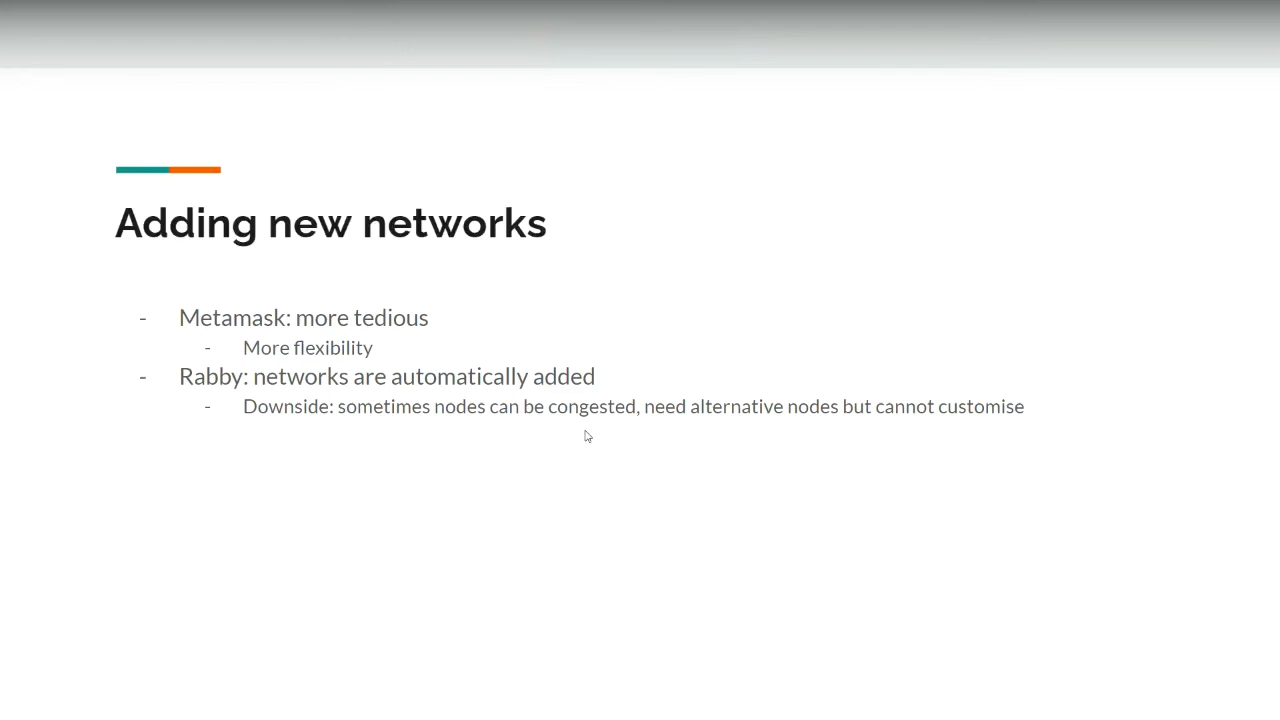 Adding new networks
- Metamask: more tedious
- More flexibility
- Rabby: networks are automatically added
- Downside: sometimes nodes can be congested, need alternative nodes but cannot customise